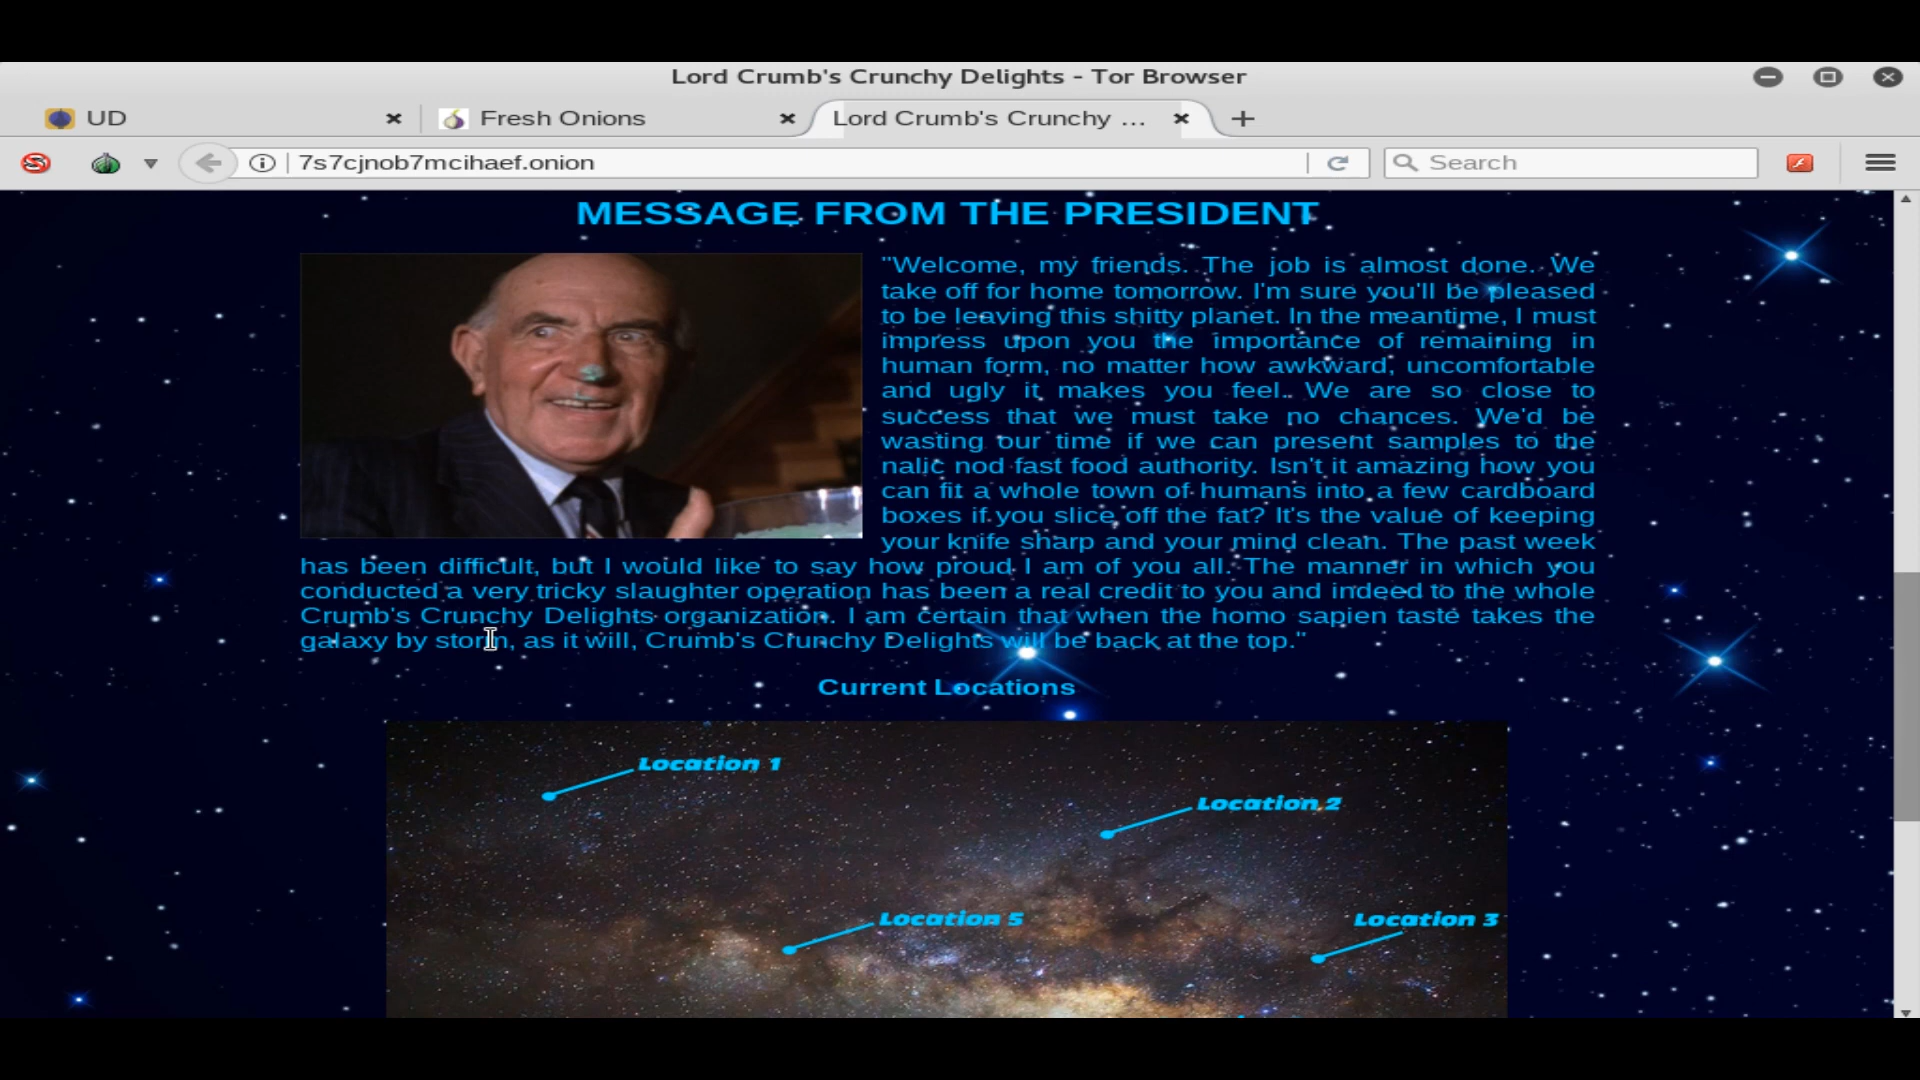 Lord Crumb's Crunchy Delights - Tor Browser
UD
Fresh Onions
Lord Crumb's Crunchy ...
7s7cjnob7mcihaef.onion
Search
MESSAGE FROM THE PRESIDENT
"Welcome, my friends. The job is almost done. We
take off for home tomorrow. I'm sure you'll be pleased
to be leaving this shitty planet. In the meantime, I must
impress upon you the importance of remaining in
human form, no matter how awkward, uncomfortable
and ugly it makes you feel. We are so close to
success that we must take no chances. We'd be
wasting our time if we can present samples to the
nalic nod fast food authority. Isn't it amazing how you
can fit a whole town of humans into a few cardboard
boxes if you slice off the fat? It's the value of keeping
your knife sharp and your mind clean. The past week
has been difficult, but I would like to say how proud I am of you all. The manner in which you
conducted a very tricky slaughter operation has been a real credit to you and indeed to the whole
Crumb's Crunchy Delights organization. I am certain that when the homo sapien taste takes the
galaxy by storm, as it will, Crumb's Crunchy Delights will be back at the top."
Current Locations
Location 1
Location 2
Location 5
Location 3